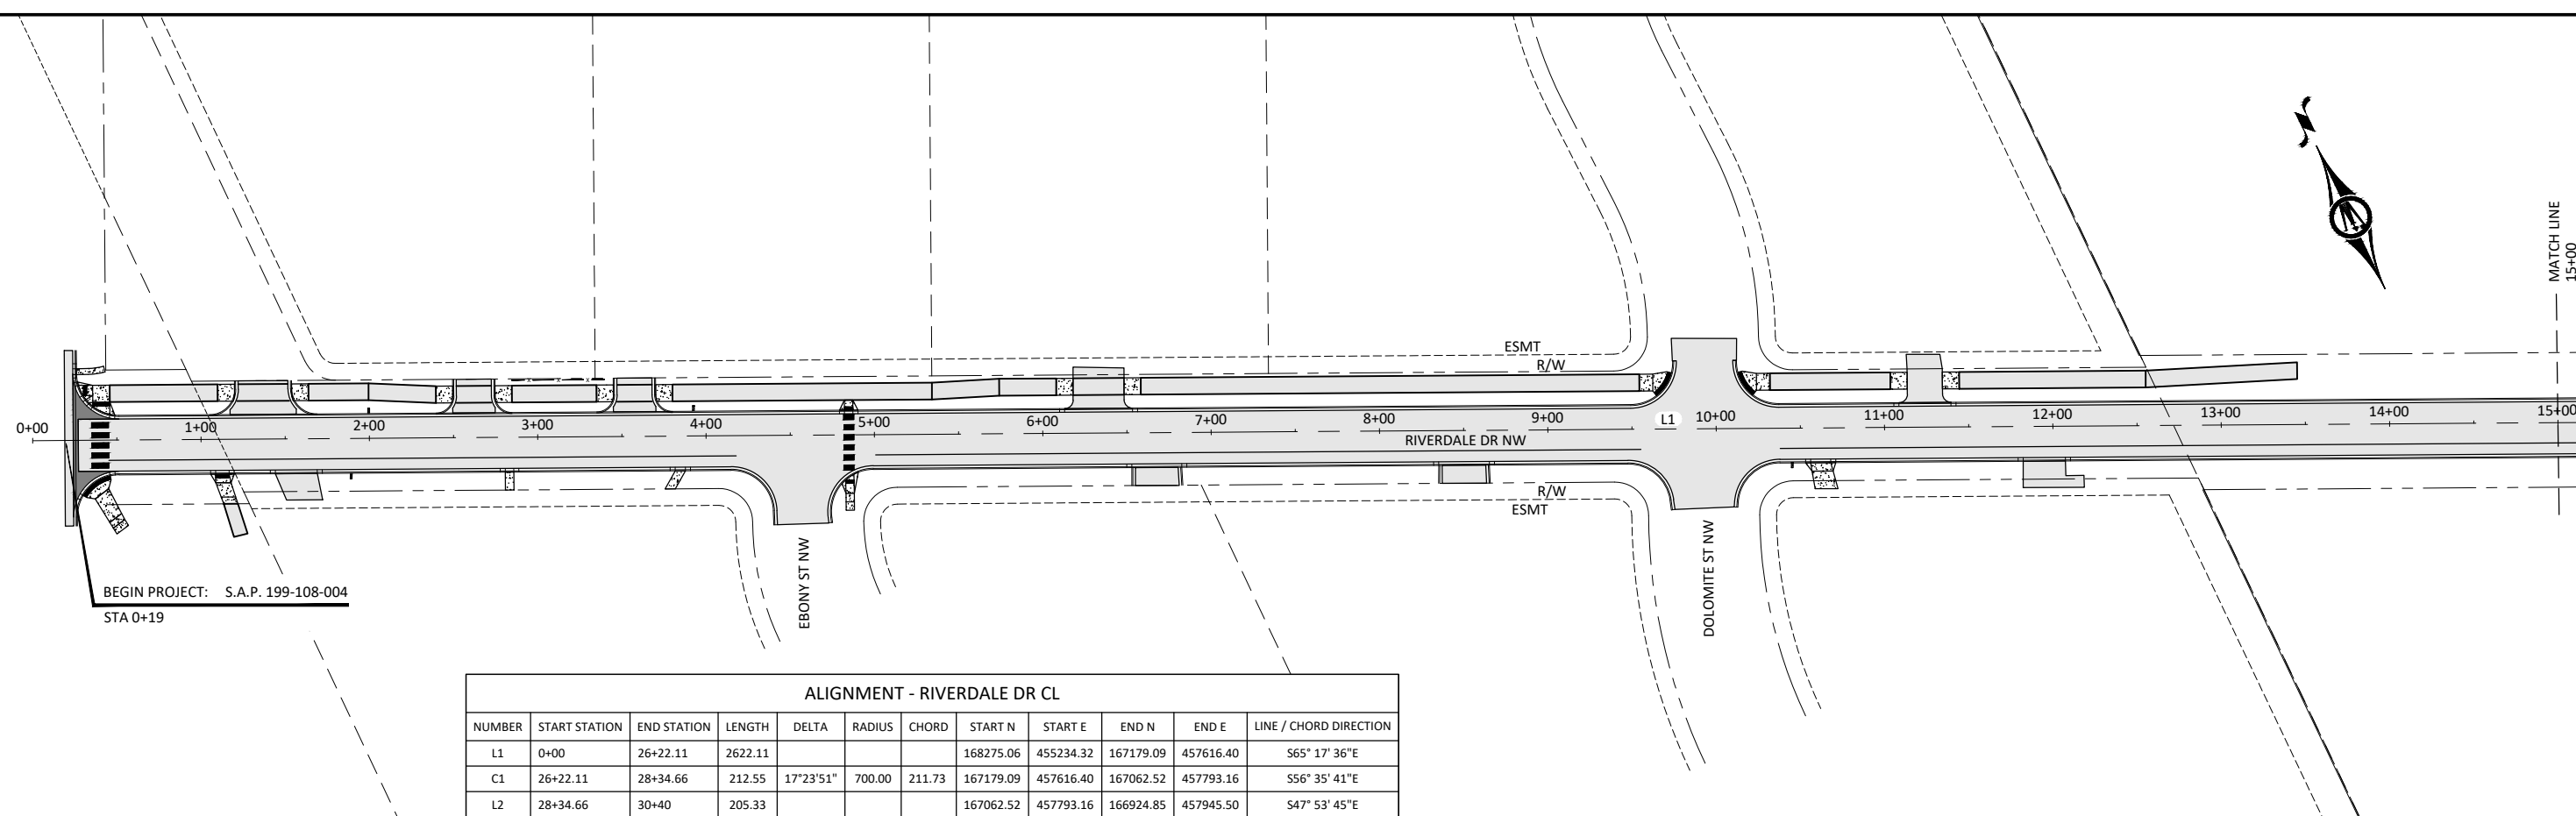 MATCH LINE
15+00
ESMT
R/W
0+00 1+00 2+00 3+00 4+00 5+00 6+00 7+00 8+00 9+00 L1 10+00 11+00 12+00 13+00 14+00 15+00
RIVERDALE DR NW
R/W
ESMT
EBONY ST NW
DOLOMITE ST NW
BEGIN PROJECT: S.A.P. 199-108-004
STA 0+19
ALIGNMENT - RIVERDALE DR CL
NUMBER START STATION END STATION LENGTH DELTA RADIUS CHORD START N START E END N END E LINE / CHORD DIRECTION
L1 0+00 26+22.11 2622.11 168275.06 455234.32 167179.09 457616.40 S65° 17' 36"E
C1 26+22.11 28+34.66 212.55 17°23'51" 700.00 211.73 167179.09 457616.40 167062.52 457793.16 S56° 35' 41"E
L2 28+34.66 30+40 205.33 167062.52 457793.16 166924.85 457945.50 S47° 53' 45"E